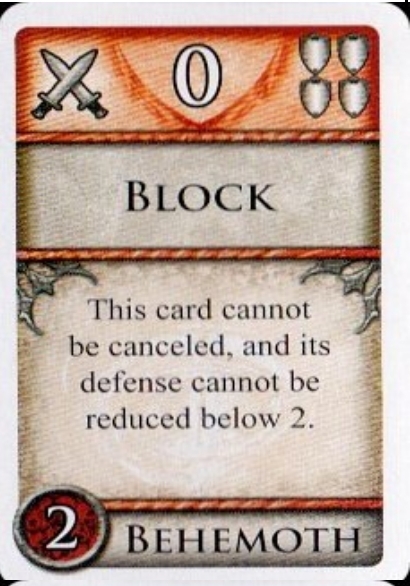 0
BLOCK
This card cannot
be canceled, and its
defense cannot be
reduced below 2.
2 BEHEMOTH